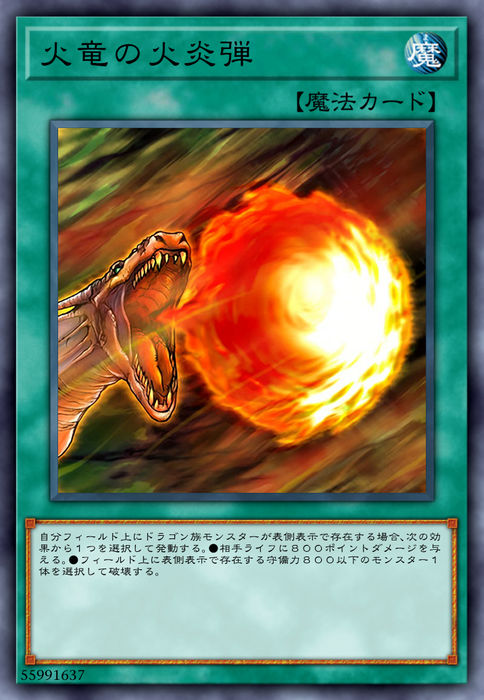 火竜の火炎弾
魔
【魔法カード】
自分フィールド上にドラゴン族モンスターが表側表示で存在する場合、次の効
果から１つを選択して発動する。●相手ライフに８００ポイントダメージを与
える。●フィールド上に表側表示で存在する守備力８００以下のモンスター１
体を選択して破壊する。
55991637